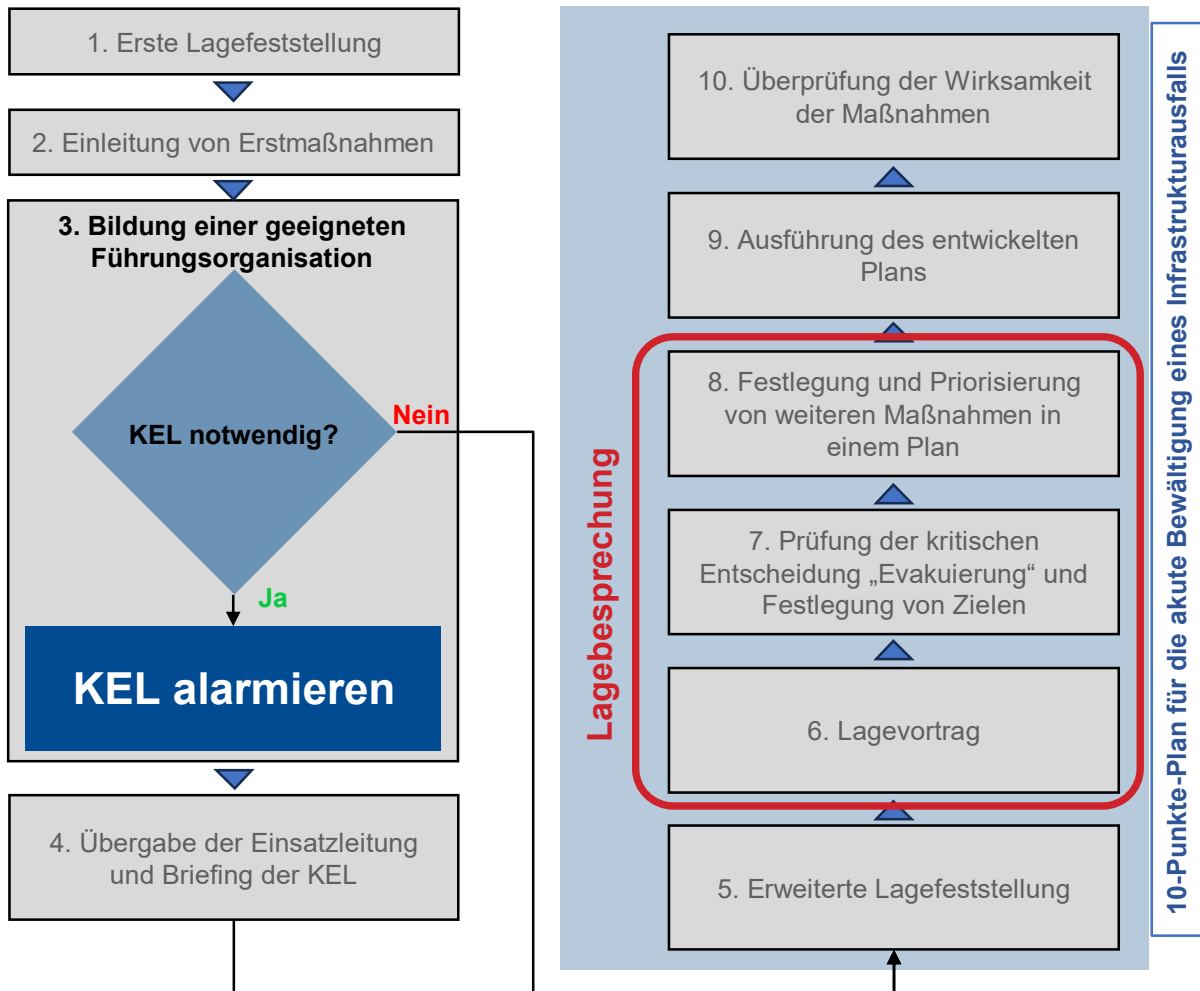 1. Erste Lagefeststellung
2. Einleitung von Erstmaßnahmen
3. Bildung einer geeigneten
Führungsorganisation
KEL notwendig?
Nein
Ja
KEL alarmieren
4. Übergabe der Einsatzleitung
und Briefing der KEL
10. Überprüfung der Wirksamkeit
der Maßnahmen
9. Ausführung des entwickelten
Plans
8. Festlegung und Priorisierung
von weiteren Maßnahmen in
einem Plan
7. Prüfung der kritischen
Entscheidung „Evakuierung“ und
Festlegung von Zielen
6. Lagevortrag
5. Erweiterte Lagefeststellung
Lagebesprechung
10-Punkte-Plan für die akute Bewältigung eines Infrastrukturausfalls